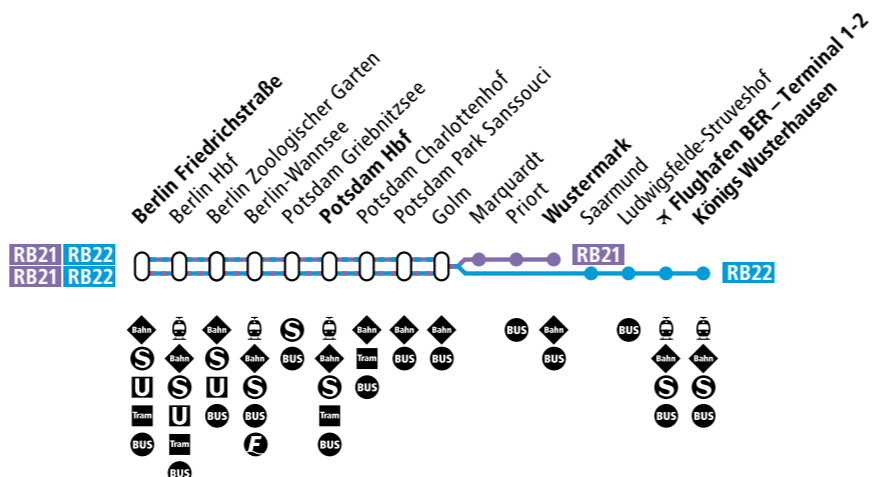 Berlin Friedrichstraße
Berlin Hbf
Berlin Zoologischer Garten
Berlin-Wannsee
Potsdam Griebnitzsee
Potsdam Hbf
Potsdam Charlottenhof
Potsdam Park Sanssouci
Golm
Marquardt
Priort
Wustermark
Saarmund
Ludwigsfelde-Struveshof
Flughafen BER – Terminal 1-2
Königs Wusterhausen
RB21 RB22
RB21 RB22
RB21
RB22
Bahn
S
U
Tram
BUS
Bahn
S
U
Tram
BUS
Bahn
S
U
BUS
Bahn
S
BUS
F
S
BUS
Bahn
S
Tram
BUS
Bahn
Tram
BUS
Bahn
BUS
Bahn
BUS
BUS
Bahn
BUS
BUS
Bahn
S
BUS
Bahn
S
BUS